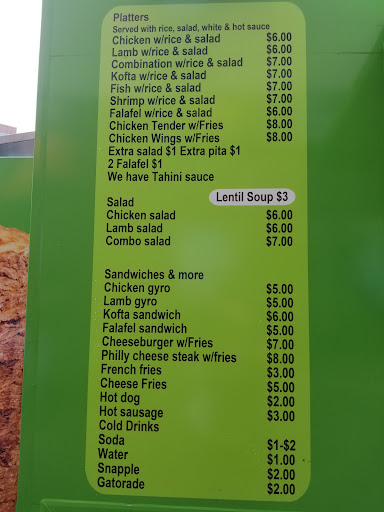 Platters
Served with rice, salad, white & hot sauce
Chicken w/rice & salad $6.00
Lamb w/rice & salad $6.00
Combination w/rice & salad $7.00
Kofta w/rice & salad $7.00
Fish w/rice & salad $7.00
Shrimp w/rice & salad $7.00
Falafel w/rice & salad $6.00
Chicken Tender w/Fries $8.00
Chicken Wings w/Fries $8.00
Extra salad $1 Extra pita $1
2 Falafel $1
We have Tahini sauce
Lentil Soup $3
Salad
Chicken salad $6.00
Lamb salad $6.00
Combo salad $7.00
Sandwiches & more
Chicken gyro $5.00
Lamb gyro $5.00
Kofta sandwich $6.00
Falafel sandwich $5.00
Cheeseburger w/Fries $7.00
Philly cheese steak w/fries $8.00
French fries $3.00
Cheese Fries $5.00
Hot dog $2.00
Hot sausage $3.00
Cold Drinks
Soda $1-$2
Water $1.00
Snapple $2.00
Gatorade $2.00